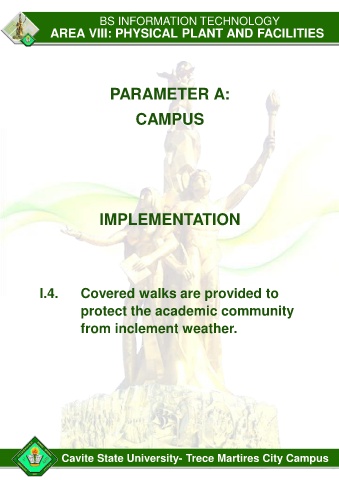 BS INFORMATION TECHNOLOGY
AREA VIII: PHYSICAL PLANT AND FACILITIES
PARAMETER A:
CAMPUS
IMPLEMENTATION
I.4. Covered walks are provided to
protect the academic community
from inclement weather.
Cavite State University- Trece Martires City Campus